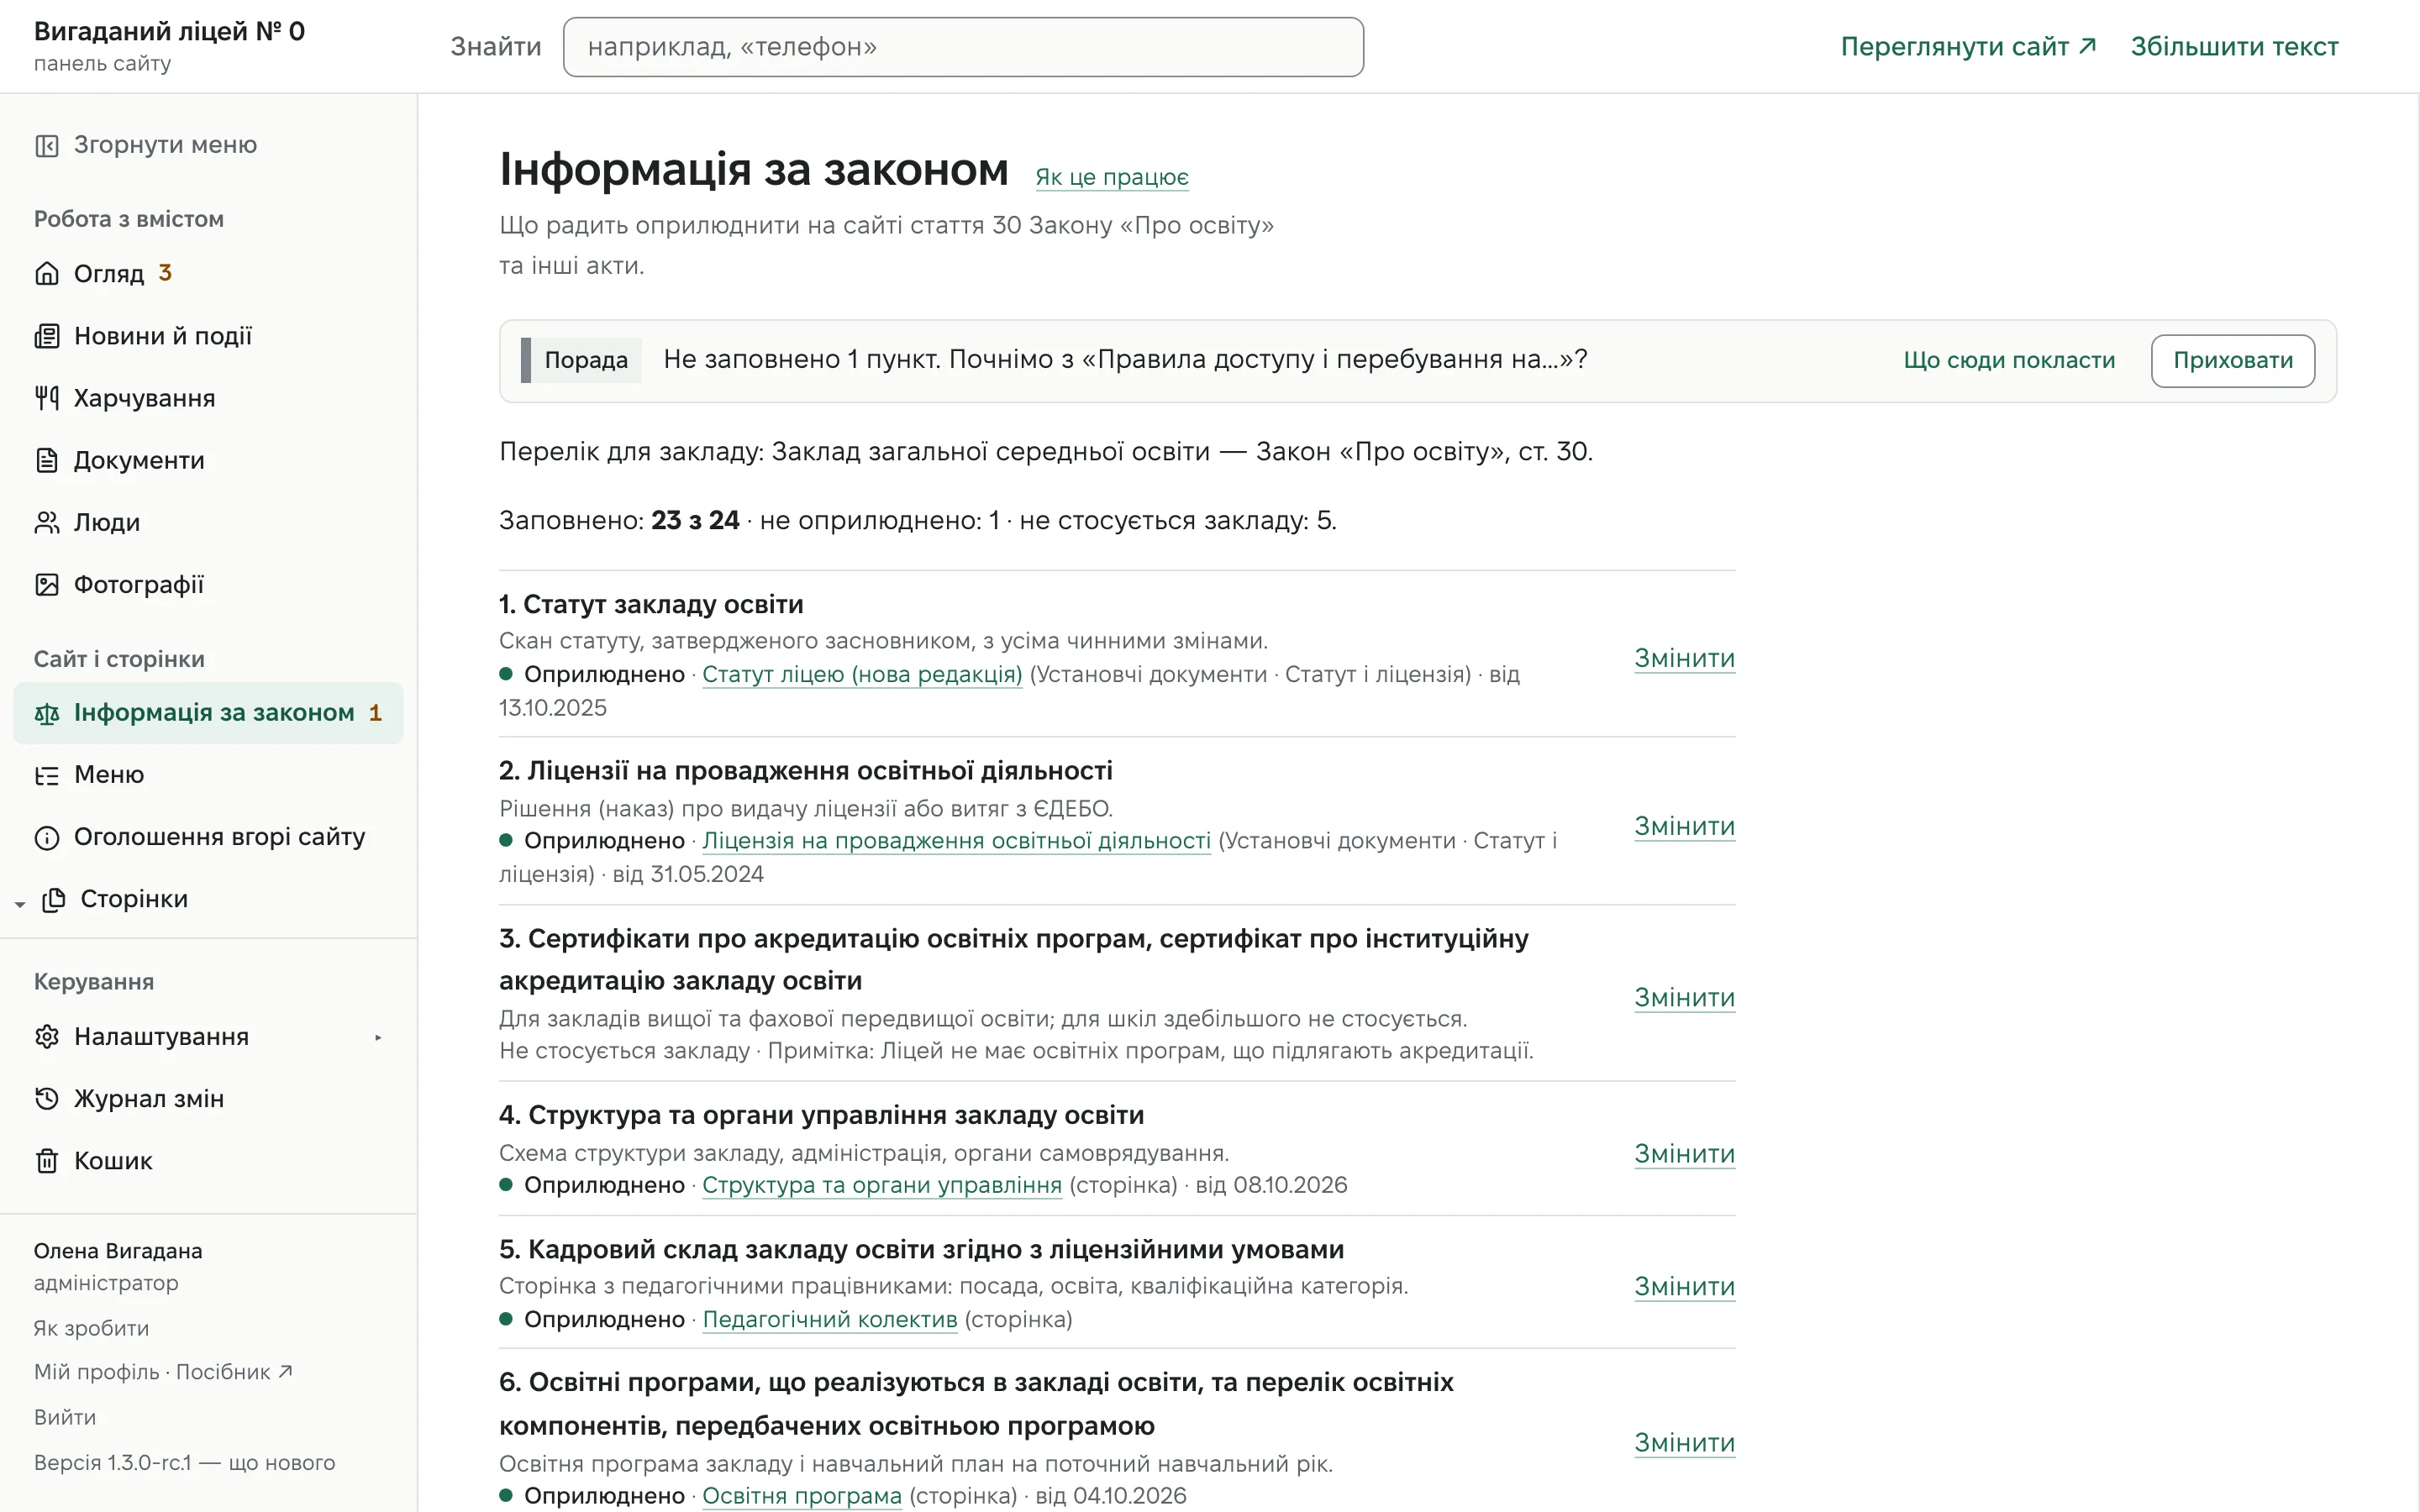 Вигаданий ліцей № 0
панель сайту
Знайти
наприклад, «телефон»
Переглянути сайт ↗
Збільшити текст
Згорнути меню
Робота з вмістом
Огляд 3
Новини й події
Харчування
Документи
Люди
Фотографії
Сайт і сторінки
Інформація за законом 1
Меню
Оголошення вгорі сайту
Сторінки
Керування
Налаштування
Журнал змін
Кошик
Олена Вигадана
адміністратор
Як зробити
Мій профіль · Посібник ↗
Вийти
Версія 1.3.0-rc.1 — що нового
Інформація за законом
Як це працює
Що радить оприлюднити на сайті стаття 30 Закону «Про освіту»
та інші акти.
Порада
Не заповнено 1 пункт. Почнімо з «Правила доступу і перебування на...»?
Що сюди покласти
Приховати
Перелік для закладу: Заклад загальної середньої освіти — Закон «Про освіту», ст. 30.
Заповнено: 23 з 24 · не оприлюднено: 1 · не стосується закладу: 5.
1. Статут закладу освіти
Скан статуту, затвердженого засновником, з усіма чинними змінами.
Оприлюднено · Статут ліцею (нова редакція) (Установчі документи · Статут і ліцензія) · від
13.10.2025
Змінити
2. Ліцензії на провадження освітньої діяльності
Рішення (наказ) про видачу ліцензії або витяг з ЄДЕБО.
Оприлюднено · Ліцензія на провадження освітньої діяльності (Установчі документи · Статут і
ліцензія) · від 31.05.2024
Змінити
3. Сертифікати про акредитацію освітніх програм, сертифікат про інституційну
акредитацію закладу освіти
Для закладів вищої та фахової передвищої освіти; для шкіл здебільшого не стосується.
Не стосується закладу · Примітка: Ліцей не має освітніх програм, що підлягають акредитації.
Змінити
4. Структура та органи управління закладу освіти
Схема структури закладу, адміністрація, органи самоврядування.
Оприлюднено · Структура та органи управління (сторінка) · від 08.10.2026
Змінити
5. Кадровий склад закладу освіти згідно з ліцензійними умовами
Сторінка з педагогічними працівниками: посада, освіта, кваліфікаційна категорія.
Оприлюднено · Педагогічний колектив (сторінка)
Змінити
6. Освітні програми, що реалізуються в закладі освіти, та перелік освітніх
компонентів, передбачених освітньою програмою
Освітня програма закладу і навчальний план на поточний навчальний рік.
Оприлюднено · Освітня програма (сторінка) · від 04.10.2026
Змінити